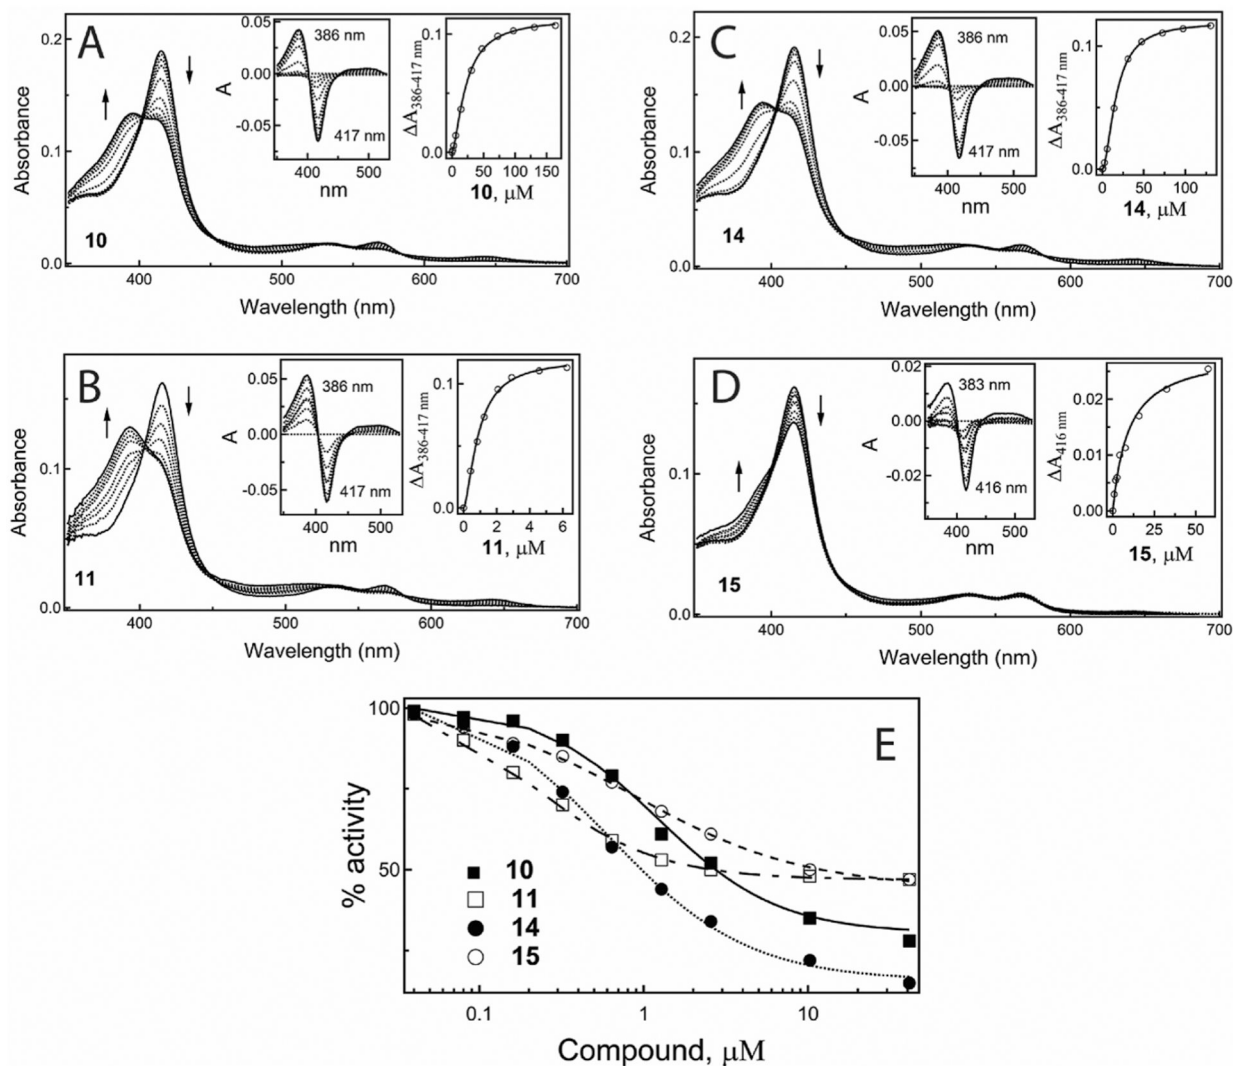 A
0.2
0.1
0.0
Absorbance
10
400
500
600
700
Wavelength (nm)
0.05
0.00
-0.05
A
386 nm
417 nm
400
500
nm
0.1
0.0
ΔA386-417 nm
0 50 100 150
10, μM
C
0.2
0.1
0.0
Absorbance
14
400
500
600
700
Wavelength (nm)
0.05
0.00
-0.05
A
386 nm
417 nm
400
500
nm
0.1
0.0
ΔA386-417 nm
0 50 100
14, μM
B
0.1
0.0
Absorbance
11
400
500
600
700
Wavelength (nm)
0.05
0.00
-0.05
A
386 nm
417 nm
400
500
nm
0.1
0.0
ΔA386-417 nm
0 2 4 6
11, μM
D
0.1
0.0
Absorbance
15
400
500
600
700
Wavelength (nm)
0.02
0.00
-0.02
A
383 nm
416 nm
400
500
nm
0.02
0.01
0.00
ΔA416 nm
0 25 50
15, μM
E
100
50
% activity
10
11
14
15
0.1
1
10
Compound, μM